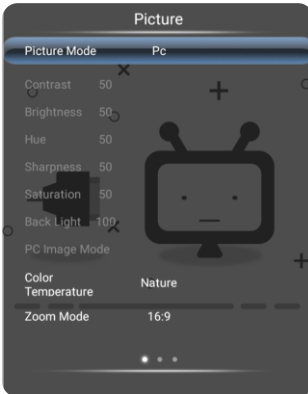 Picture
Picture Mode Pc
Contrast 50
Brightness 50
Hue 50
Sharpness 50
Saturation 50
Back Light 100
PC Image Mode
Color
Temperature Nature
Zoom Mode 16:9